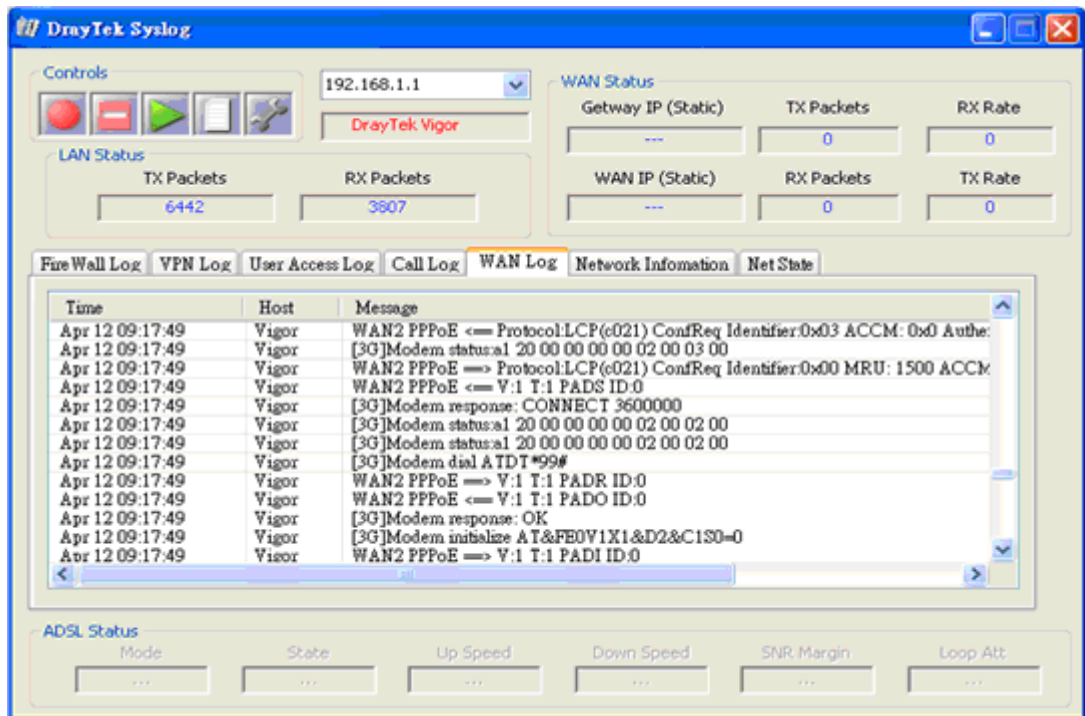 DrayTek Syslog
Controls
192.168.1.1
DrayTek Vigor
WAN Status
Getway IP (Static) TX Packets RX Rate
--- 0 0
WAN IP (Static) RX Packets TX Rate
--- 0 0
LAN Status
TX Packets RX Packets
6442 3807
FireWall Log VPN Log User Access Log Call Log WAN Log Network Infomation Net State
Time Host Message
Apr 12 09:17:49 Vigor WAN2 PPPoE <== Protocol:LCP(c021) ConfReq Identifier:0x03 ACCM: 0x0 Authe:
Apr 12 09:17:49 Vigor [3G]Modem status:a1 20 00 00 00 00 02 00 03 00
Apr 12 09:17:49 Vigor WAN2 PPPoE ==> Protocol:LCP(c021) ConfReq Identifier:0x00 MRU: 1500 ACCM
Apr 12 09:17:49 Vigor WAN2 PPPoE <== V:1 T:1 PADS ID:0
Apr 12 09:17:49 Vigor [3G]Modem response: CONNECT 3600000
Apr 12 09:17:49 Vigor [3G]Modem status:a1 20 00 00 00 00 02 00 02 00
Apr 12 09:17:49 Vigor [3G]Modem status:a1 20 00 00 00 00 02 00 02 00
Apr 12 09:17:49 Vigor [3G]Modem dial ATDT*99#
Apr 12 09:17:49 Vigor WAN2 PPPoE ==> V:1 T:1 PADR ID:0
Apr 12 09:17:49 Vigor WAN2 PPPoE <== V:1 T:1 PADO ID:0
Apr 12 09:17:49 Vigor [3G]Modem response: OK
Apr 12 09:17:49 Vigor [3G]Modem initialize AT&FE0V1X1&D2&C1S0=0
Apr 12 09:17:49 Vigor WAN2 PPPoE ==> V:1 T:1 PADI ID:0
ADSL Status
Mode State Up Speed Down Speed SNR Margin Loop Att
... ... ... ... ... ...